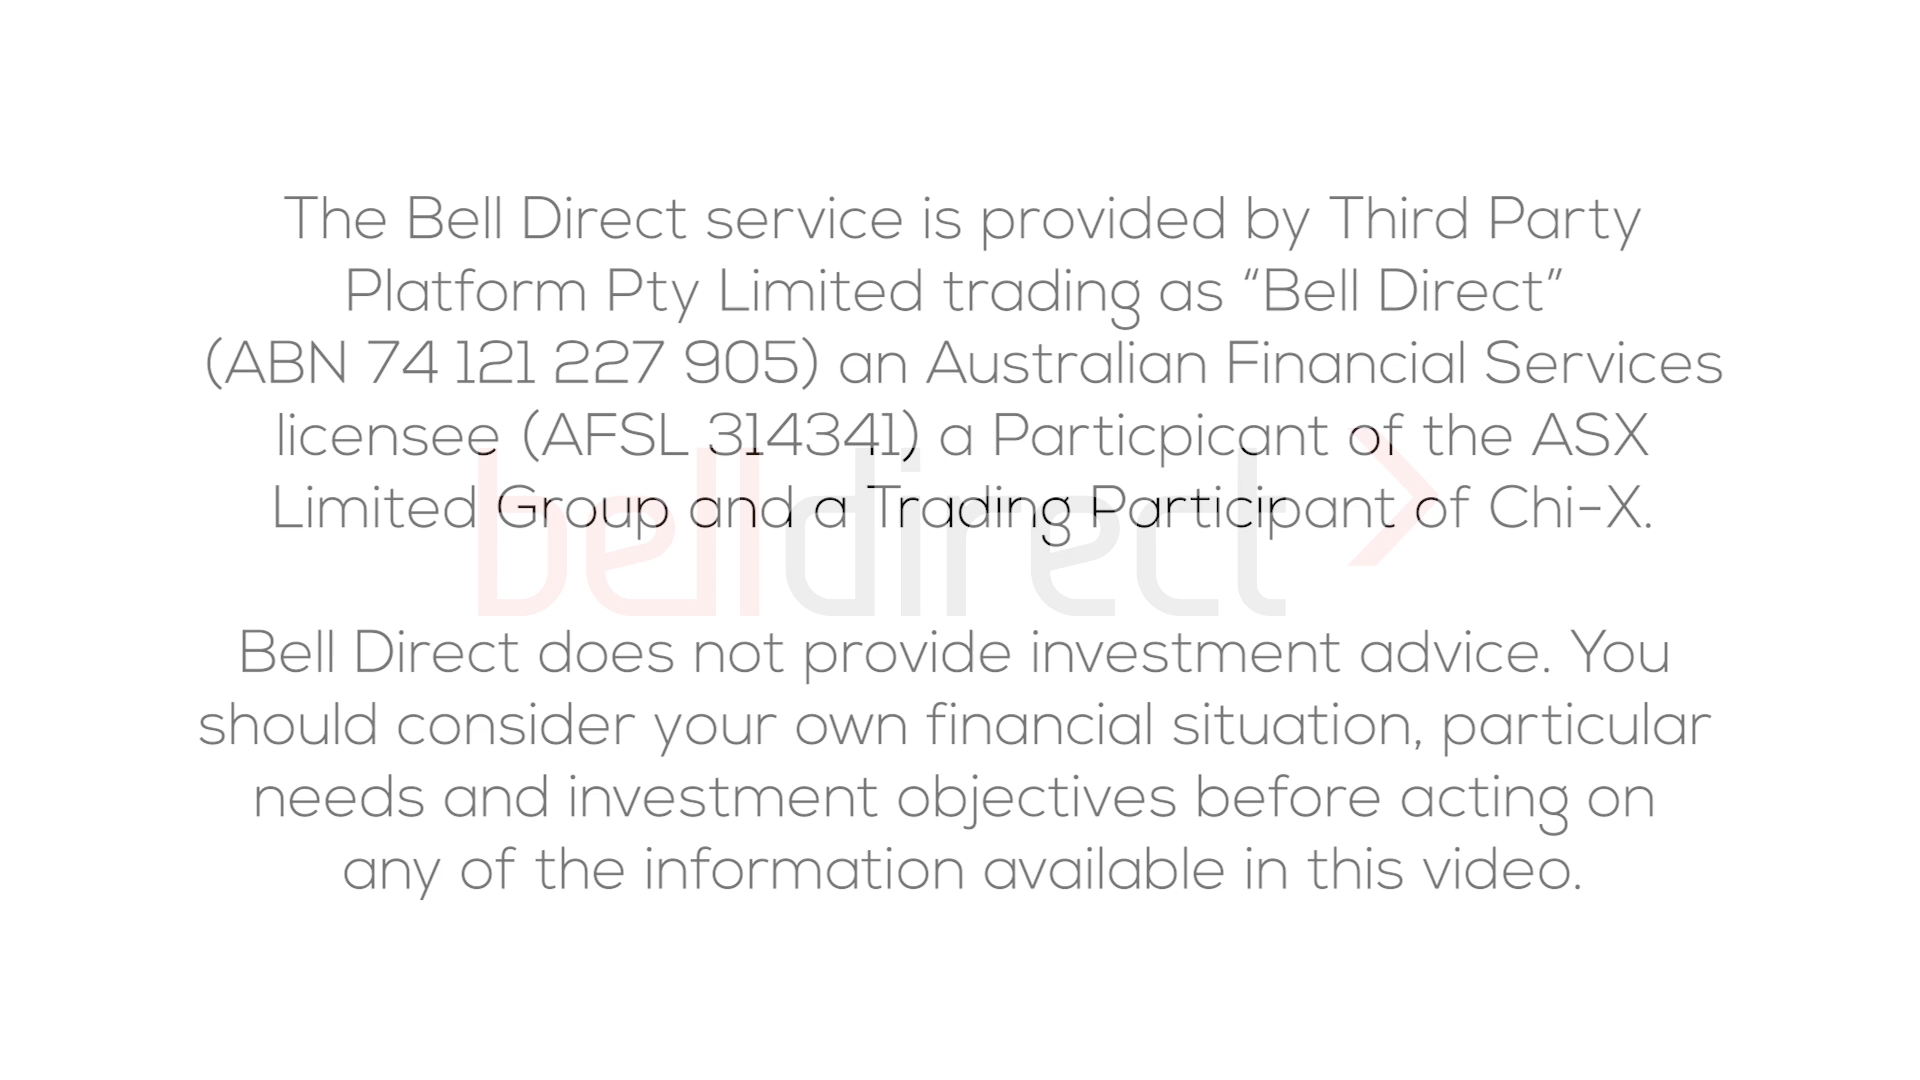 The Bell Direct service is provided by Third Party
Platform Pty Limited trading as “Bell Direct”
(ABN 74 121 227 905) an Australian Financial Services
licensee (AFSL 314341) a Particpicant of the ASX
Limited Group and a Trading Participant of Chi-X.
belldirect
Bell Direct does not provide investment advice. You
should consider your own financial situation, particular
needs and investment objectives before acting on
any of the information available in this video.